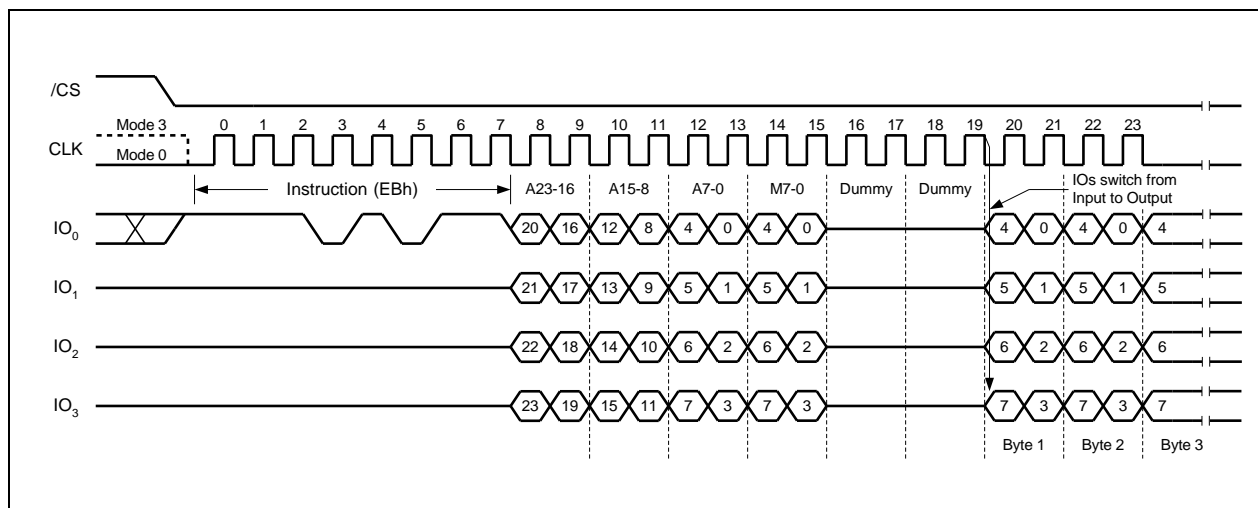 /CS
Mode 3
0 1 2 3 4 5 6 7 8 9 10 11 12 13 14 15 16 17 18 19 20 21 22 23
CLK
Mode 0
Instruction (EBh) A23-16 A15-8 A7-0 M7-0 Dummy Dummy
IOs switch from
Input to Output
IO0 20 16 12 8 4 0 4 0 4 0 4 0 4
IO1 21 17 13 9 5 1 5 1 5 1 5 1 5
IO2 22 18 14 10 6 2 6 2 6 2 6 2 6
IO3 23 19 15 11 7 3 7 3 7 3 7 3 7
Byte 1 Byte 2 Byte 3